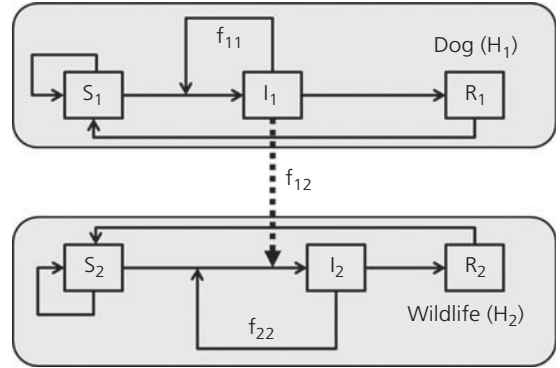 f₁₁
Dog (H₁)
S₁
I₁
R₁
f₁₂
S₂
I₂
R₂
f₂₂
Wildlife (H₂)